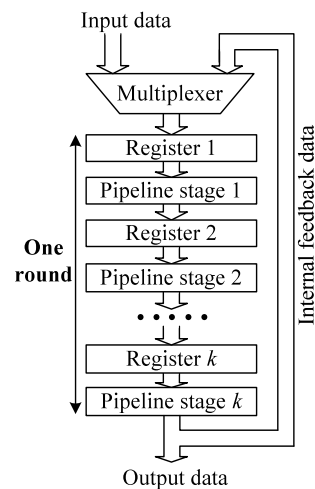 Input data
Multiplexer
Register 1
Pipeline stage 1
Register 2
Pipeline stage 2
• • • • •
Register k
Pipeline stage k
One
round
Internal feedback data
Output data